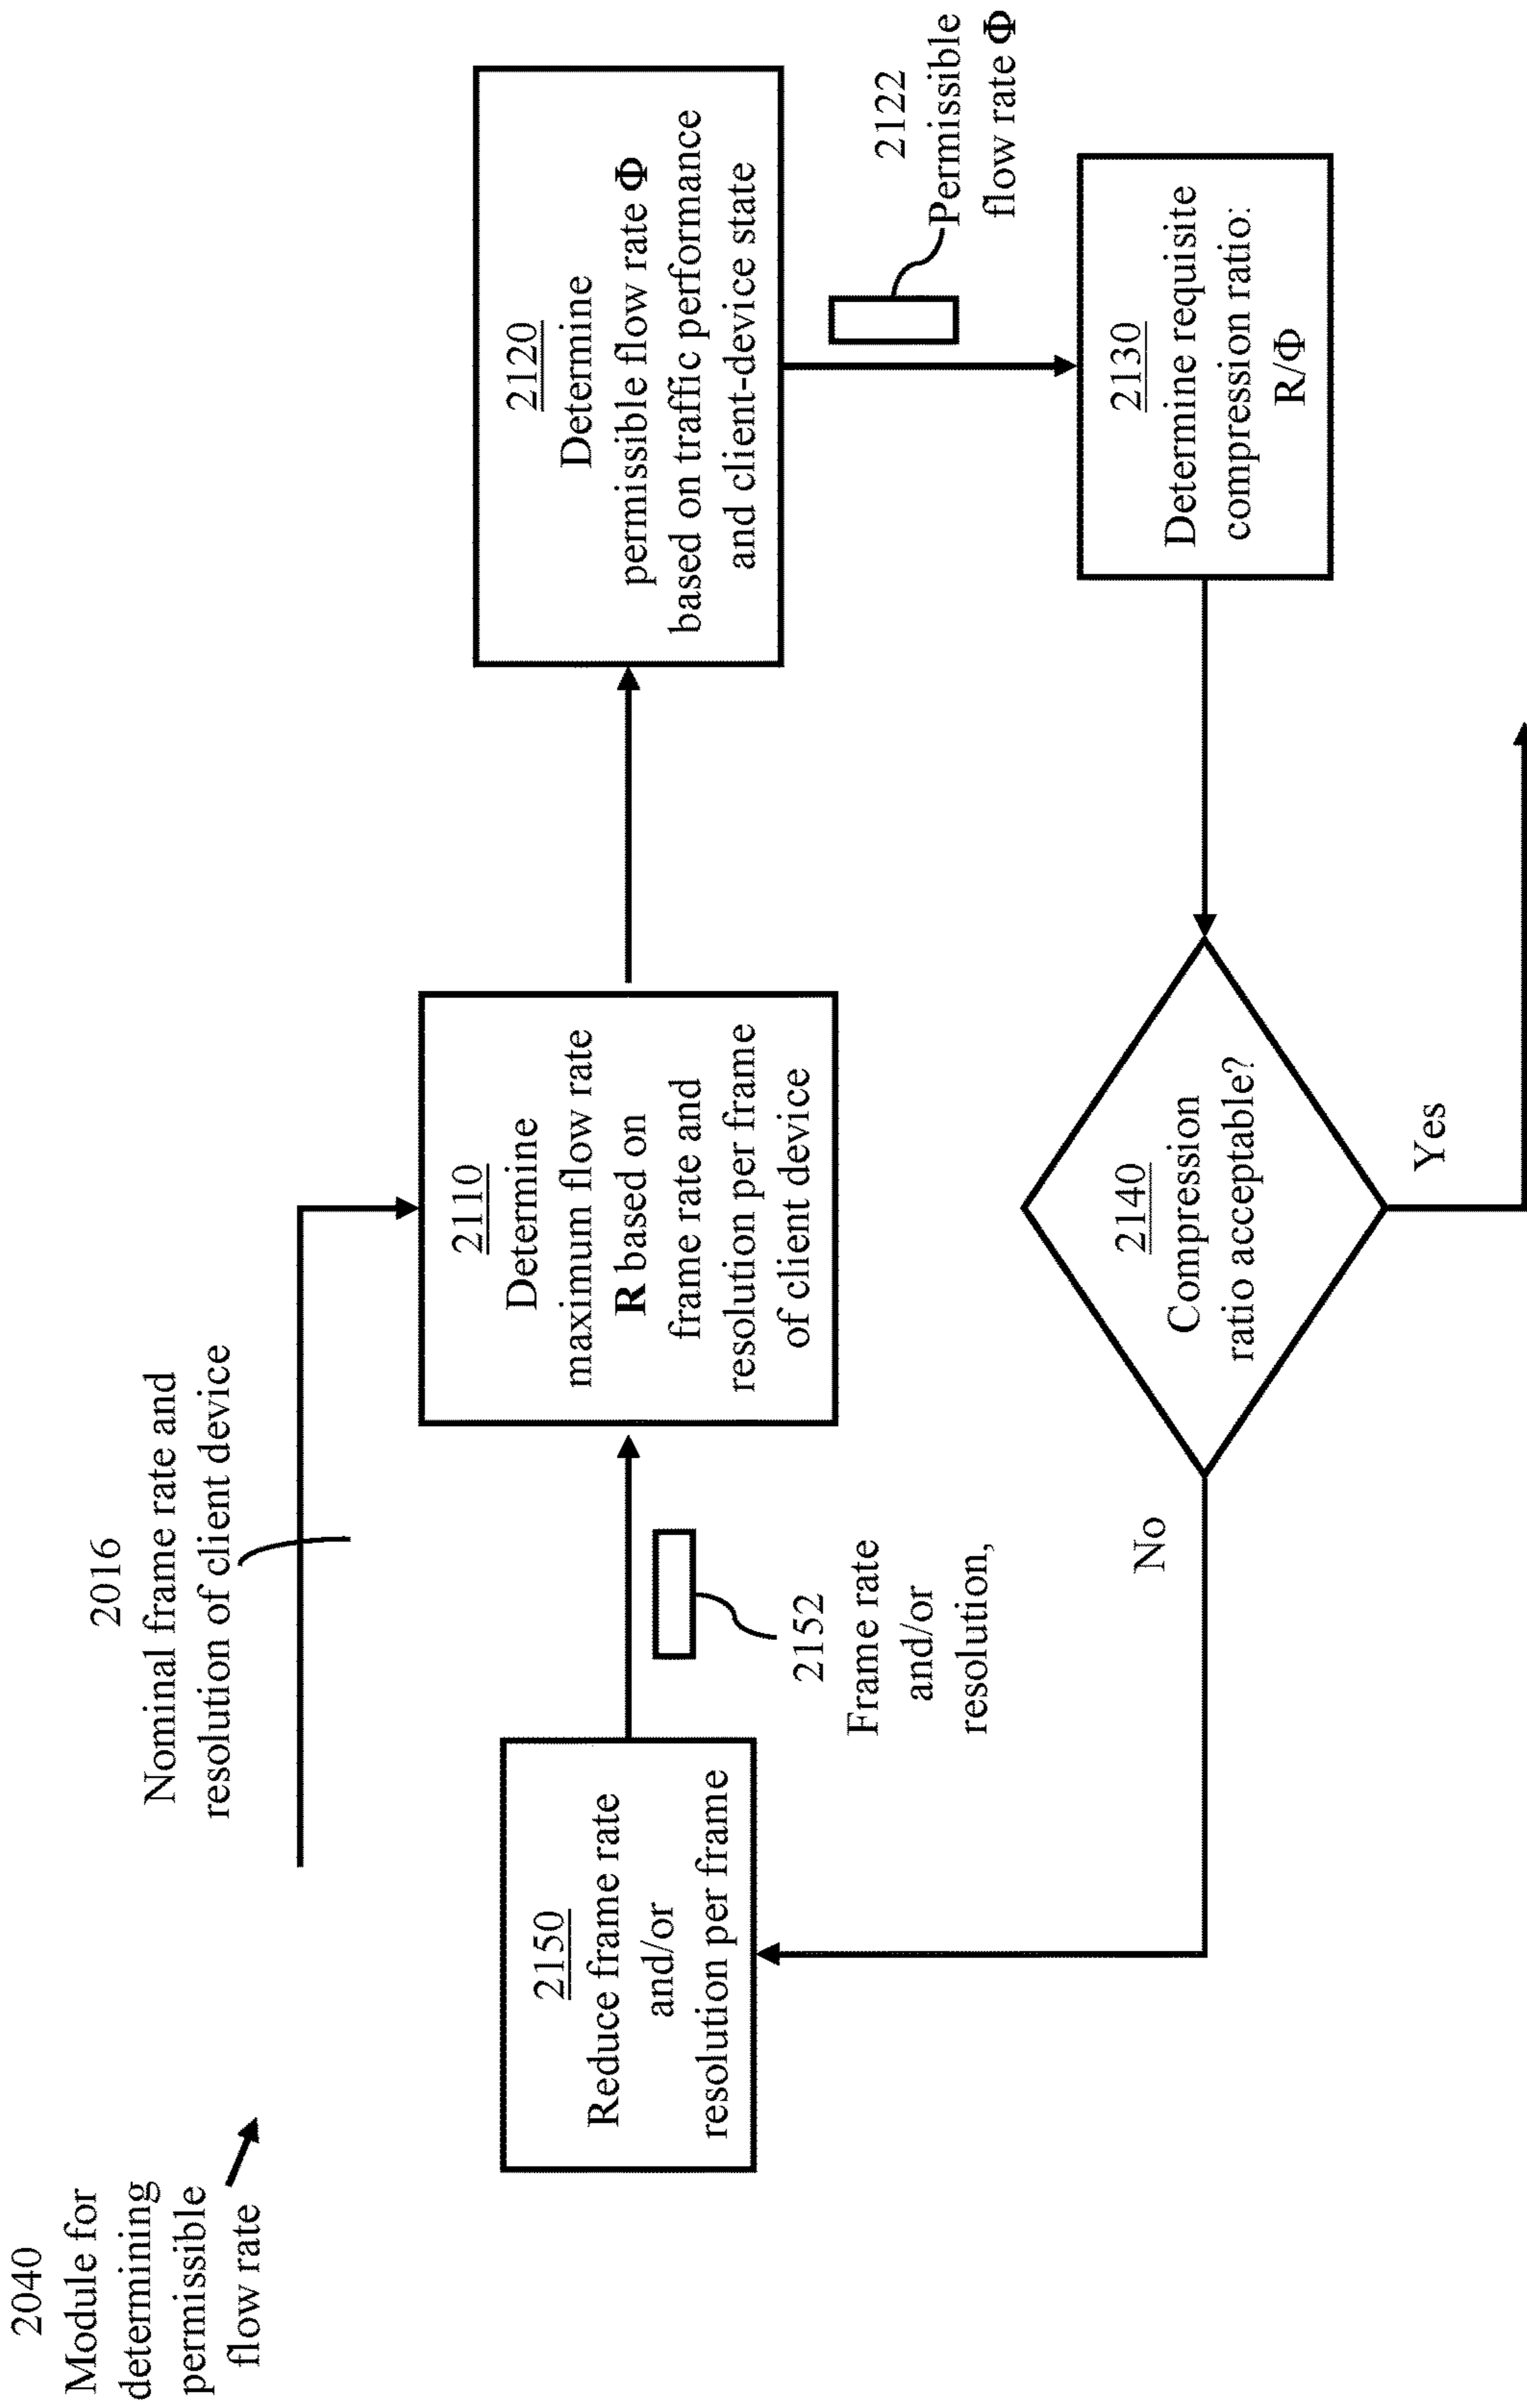 2040
Module for
determining
permissible
flow rate
2016
Nominal frame rate and
resolution of client device
2110
Determine
maximum flow rate
R based on
frame rate and
resolution per frame
of client device
2120
Determine
permissible flow rate Φ
based on traffic performance
and client-device state
2122
Permissible
flow rate Φ
2130
Determine requisite
compression ratio:
R/Φ
2140
Compression
ratio acceptable?
Yes
No
2150
Reduce frame rate
and/or
resolution per frame
2152
Frame rate
and/or
resolution,